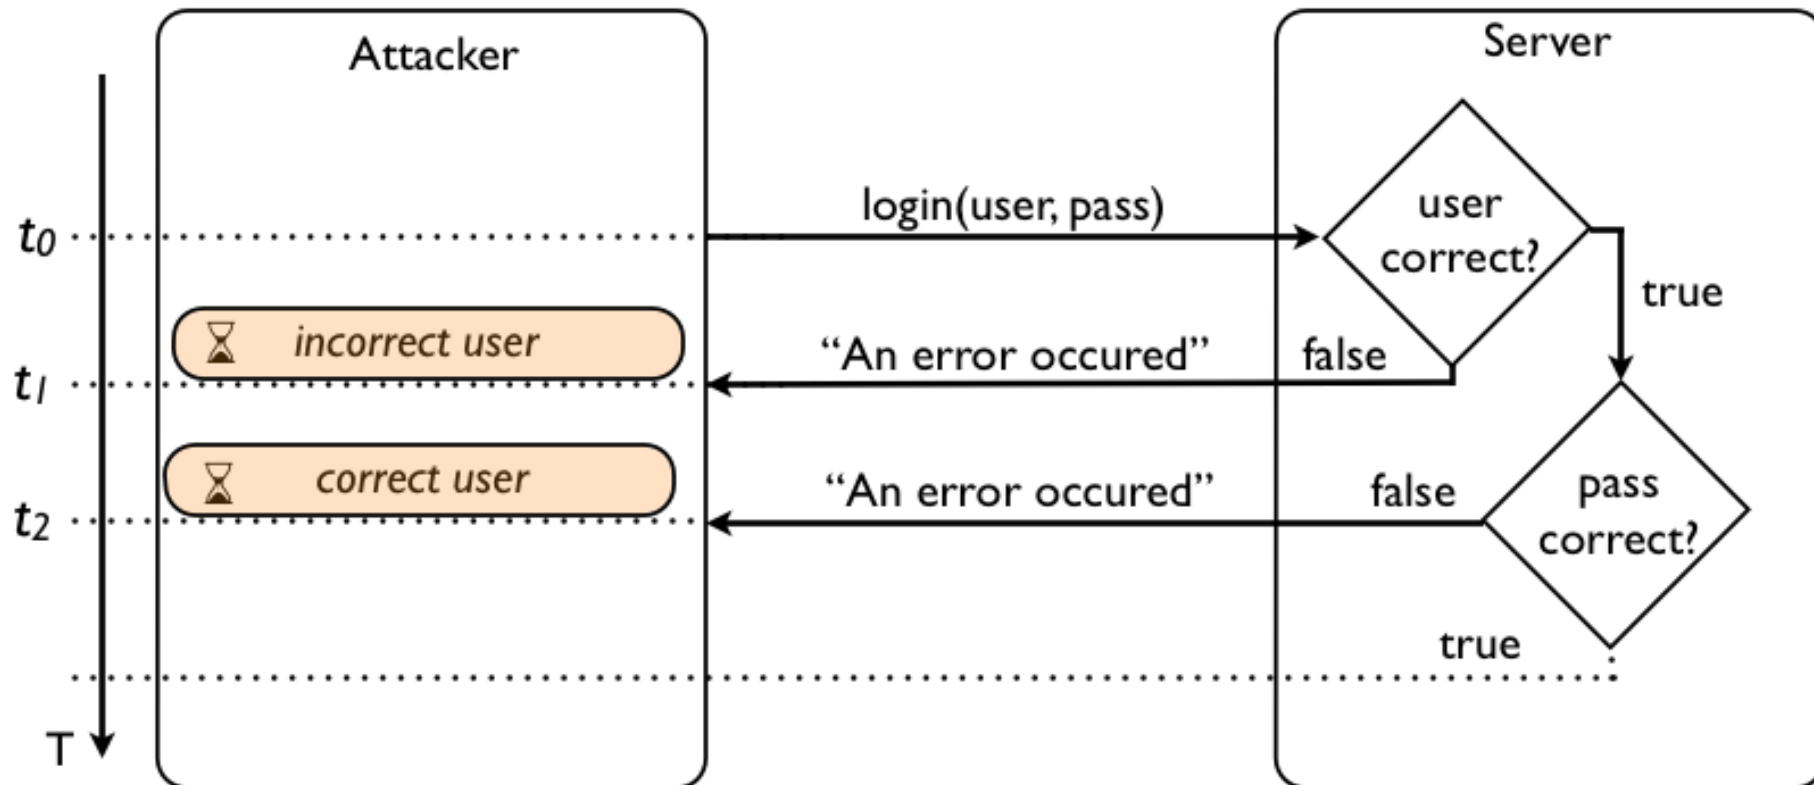 Attacker
Server
t0
login(user, pass)
user
correct?
true
incorrect user
"An error occured"
false
t1
correct user
"An error occured"
false
pass
correct?
t2
true
T